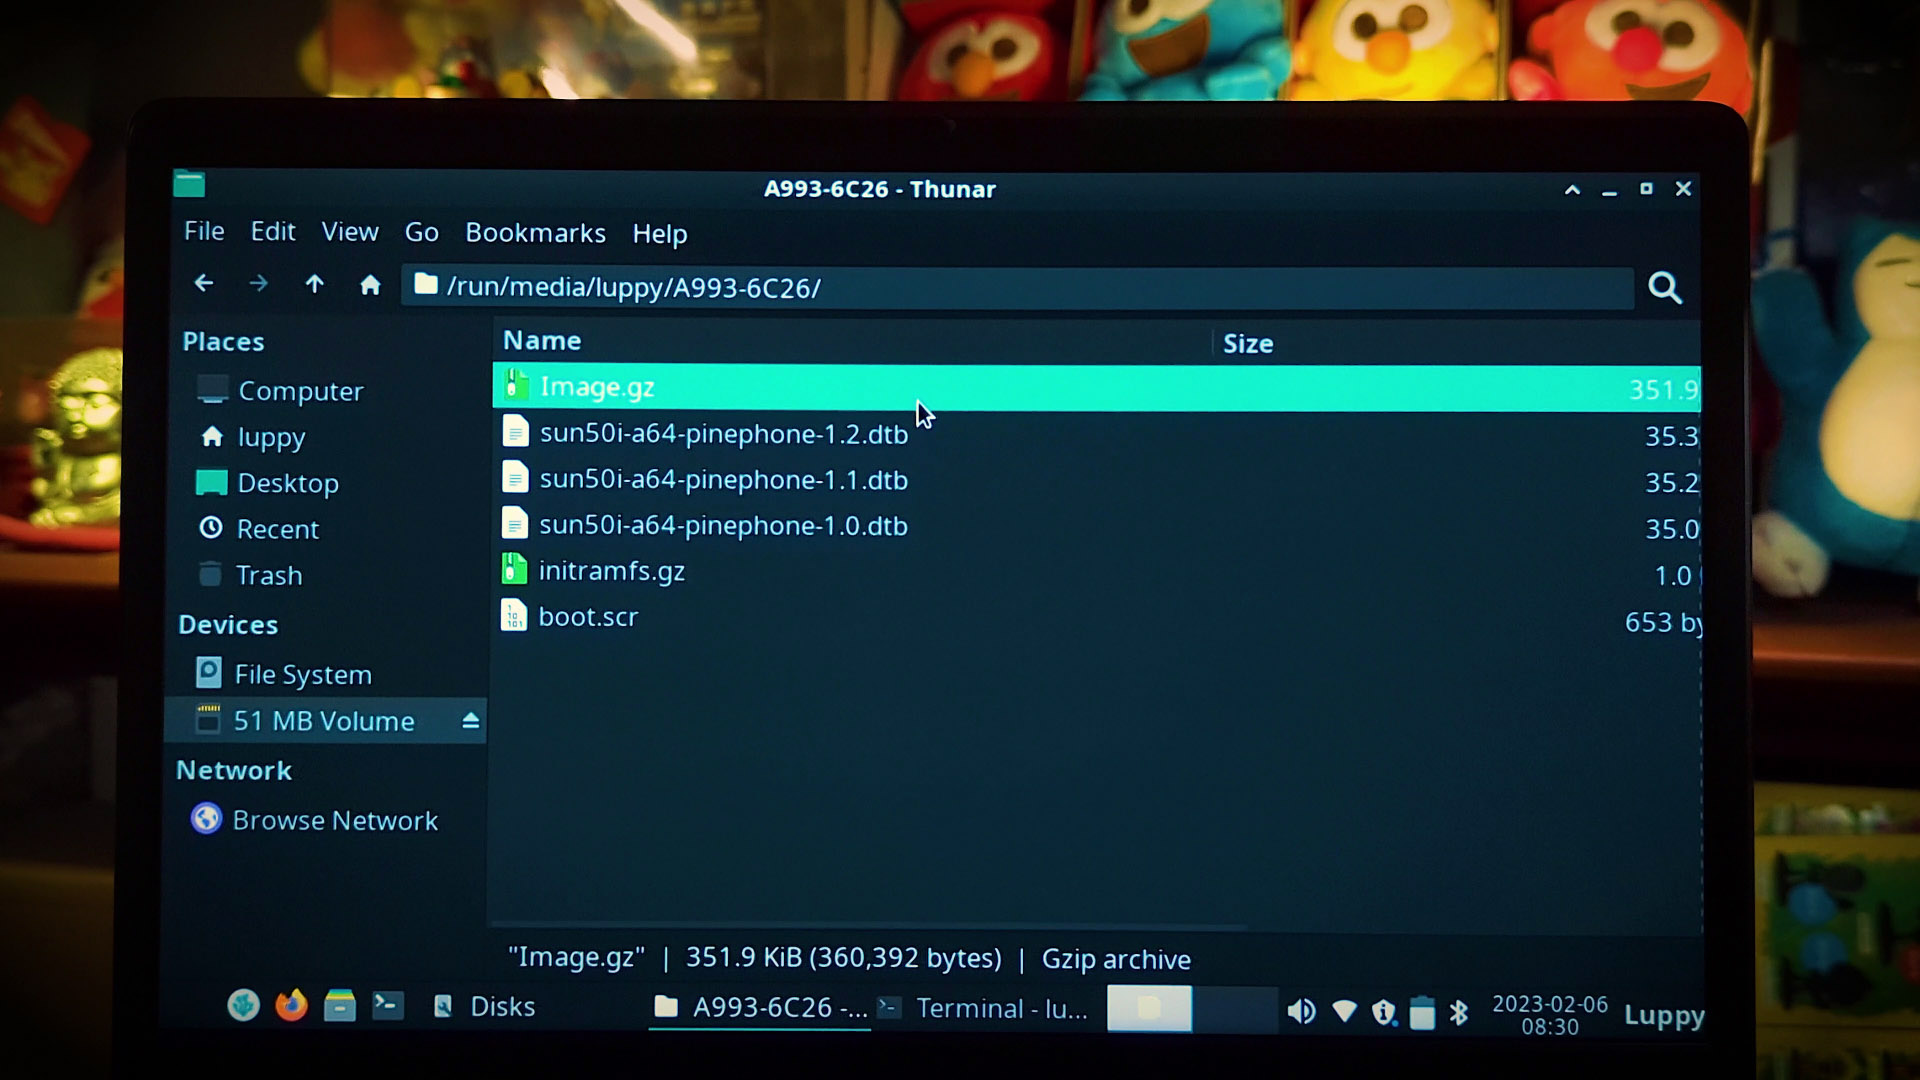 A993-6C26 - Thunar
File Edit View Go Bookmarks Help
/run/media/luppy/A993-6C26/
Places
Computer
luppy
Desktop
Recent
Trash
Devices
File System
51 MB Volume
Network
Browse Network
Name Size
Image.gz 351.9
sun50i-a64-pinephone-1.2.dtb 35.3
sun50i-a64-pinephone-1.1.dtb 35.2
sun50i-a64-pinephone-1.0.dtb 35.0
initramfs.gz 1.0
boot.scr 653 by
"Image.gz" | 351.9 KiB (360,392 bytes) | Gzip archive
Disks A993-6C26 -... Terminal - lu... 2023-02-06
08:30
Luppy